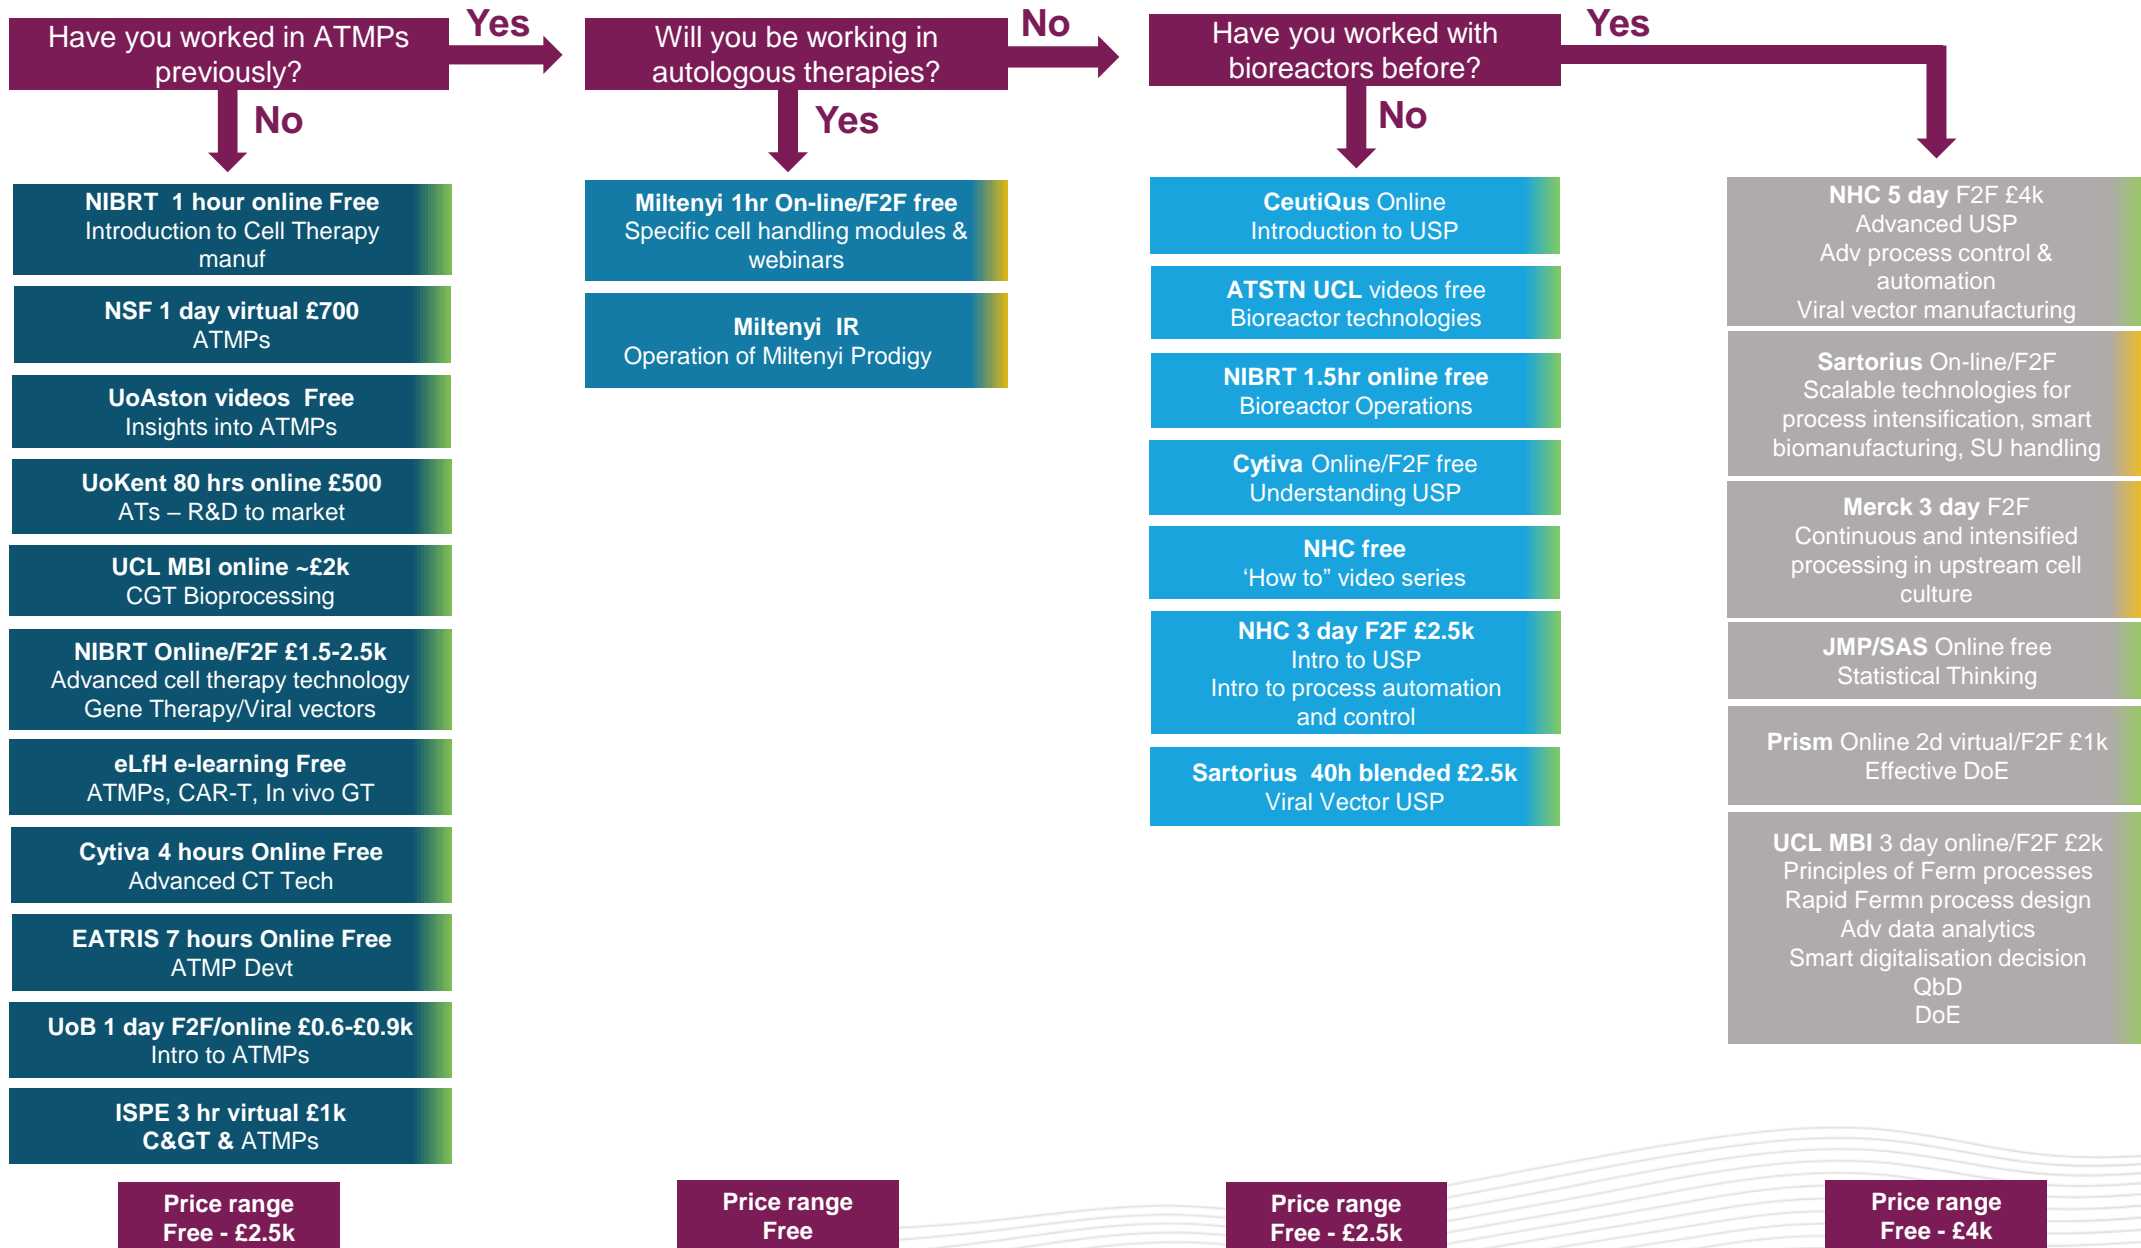 Have you worked in ATMPs
previously?
Yes
No
Will you be working in
autologous therapies?
No
Yes
Have you worked with
bioreactors before?
Yes
No
NIBRT  1 hour online Free
Introduction to Cell Therapy
manuf
NSF 1 day virtual £700
ATMPs
UoAston videos  Free
Insights into ATMPs
UoKent 80 hrs online £500
ATs – R&D to market
UCL MBI online ~£2k
CGT Bioprocessing
NIBRT Online/F2F £1.5-2.5k
Advanced cell therapy technology
Gene Therapy/Viral vectors
eLfH e-learning Free
ATMPs, CAR-T, In vivo GT
Cytiva 4 hours Online Free
Advanced CT Tech
EATRIS 7 hours Online Free
ATMP Devt
UoB 1 day F2F/online £0.6-£0.9k
Intro to ATMPs
ISPE 3 hr virtual £1k
C&GT & ATMPs
Price range
Free - £2.5k
Miltenyi 1hr On-line/F2F free
Specific cell handling modules &
webinars
Miltenyi  IR
Operation of Miltenyi Prodigy
Price range
Free
CeutiQus Online
Introduction to USP
ATSTN UCL videos free
Bioreactor technologies
NIBRT 1.5hr online free
Bioreactor Operations
Cytiva Online/F2F free
Understanding USP
NHC free
‘How to” video series
NHC 3 day F2F £2.5k
Intro to USP
Intro to process automation
and control
Sartorius  40h blended £2.5k
Viral Vector USP
Price range
Free - £2.5k
NHC 5 day F2F £4k
Advanced USP
Adv process control &
automation
Viral vector manufacturing
Sartorius On-line/F2F
Scalable technologies for
process intensification, smart
biomanufacturing, SU handling
Merck 3 day F2F
Continuous and intensified
processing in upstream cell
culture
JMP/SAS Online free
Statistical Thinking
Prism Online 2d virtual/F2F £1k
Effective DoE
UCL MBI 3 day online/F2F £2k
Principles of Ferm processes
Rapid Fermn process design
Adv data analytics
Smart digitalisation decision
QbD
DoE
Price range
Free - £4k